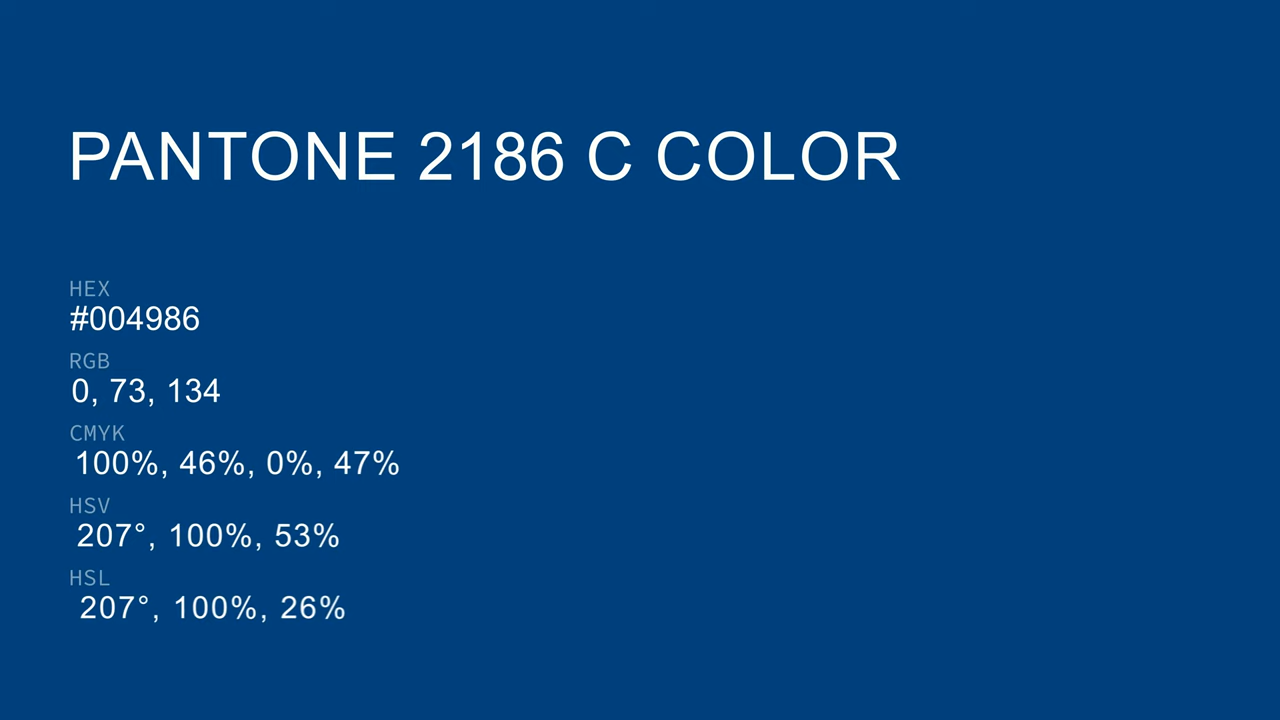 PANTONE 2186 C COLOR
HEX
#004986
RGB
0, 73, 134
CMYK
100%, 46%, 0%, 47%
HSV
207°, 100%, 53%
HSL
207°, 100%, 26%